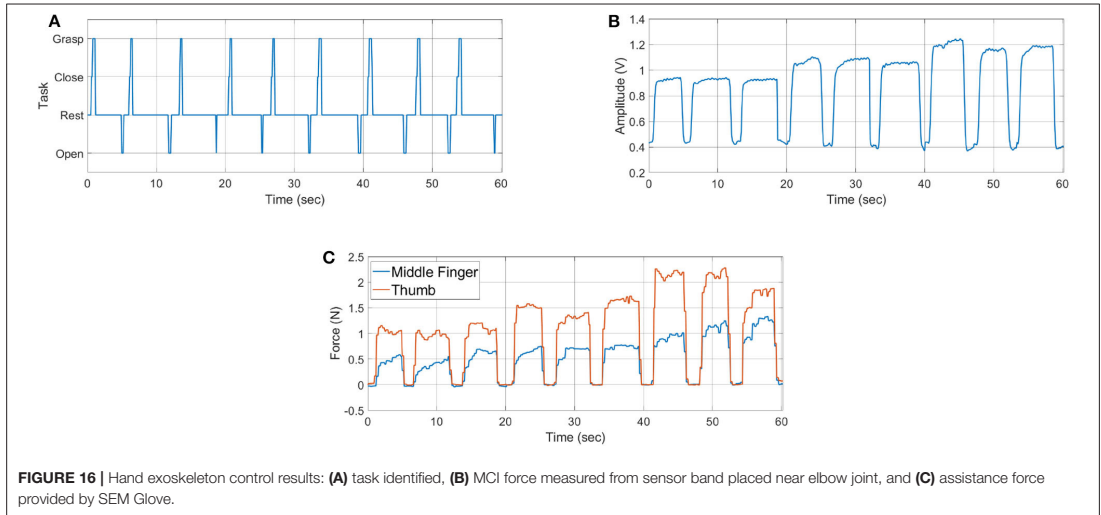 A
Grasp
Close
Rest
Open
Task
0 10 20 30 40 50 60
Time (sec)
B
1.4
1.2
1
0.8
0.6
0.4
0.2
Amplitude (V)
0 10 20 30 40 50 60
Time (sec)
C
2.5
2
1.5
1
0.5
0
-0.5
Force (N)
Middle Finger
Thumb
0 10 20 30 40 50 60
Time (sec)
FIGURE 16 | Hand exoskeleton control results: (A) task identified, (B) MCI force measured from sensor band placed near elbow joint, and (C) assistance force
provided by SEM Glove.